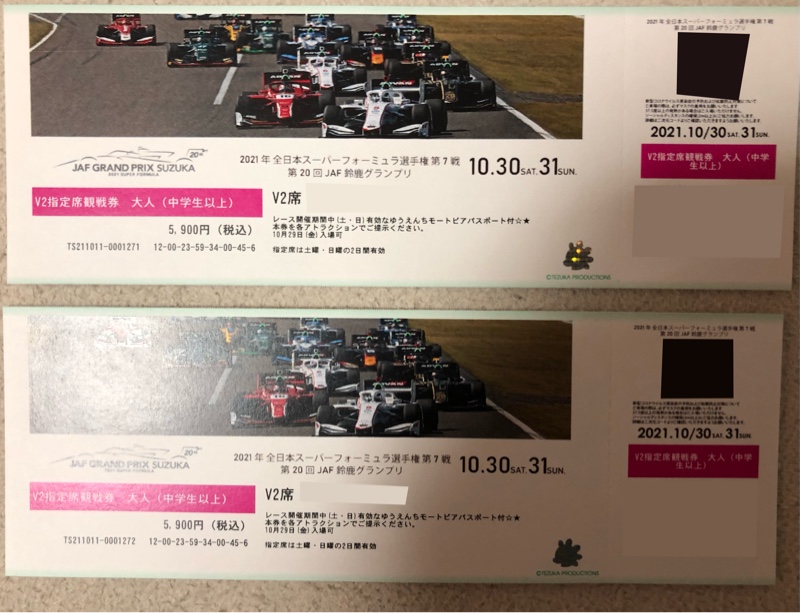 2021年 全日本スーパーフォーミュラ選手権 第7戦
第20回 JAF 鈴鹿グランプリ
2021.10/30SAT. 31SUN.
V2指定席観戦券 大人(中学
生以上)
20th
JAF GRAND PRIX SUZUKA
2021 SUPER FORMULA
2021年 全日本スーパーフォーミュラ選手権 第7戦
第20回 JAF 鈴鹿グランプリ
10.30SAT.31SUN.
V2指定席観戦券 大人(中学生以上)
5,900円(税込)
TS211011-0001271 12-00-23-59-34-00-45-6
V2席
レース開催期間中(土・日)有効なゆうえんちモートピアパスポート付☆★
本券を各アトラクションでご提示ください。
10月29日(金)入場可
指定席は土曜・日曜の2日間有効
©TEZUKA PRODUCTIONS
2021年 全日本スーパーフォーミュラ選手権 第7戦
第20回 JAF 鈴鹿グランプリ
2021.10/30SAT. 31SUN.
V2指定席観戦券 大人(中学
生以上)
20th
JAF GRAND PRIX SUZUKA
2021 SUPER FORMULA
2021年 全日本スーパーフォーミュラ選手権 第7戦
第20回 JAF 鈴鹿グランプリ
10.30SAT.31SUN.
V2指定席観戦券 大人(中学生以上)
5,900円(税込)
TS211011-0001272 12-00-23-59-34-00-45-6
V2席
レース開催期間中(土・日)有効なゆうえんちモートピアパスポート付☆★
本券を各アトラクションでご提示ください。
10月29日(金)入場可
指定席は土曜・日曜の2日間有効
©TEZUKA PRODUCTIONS